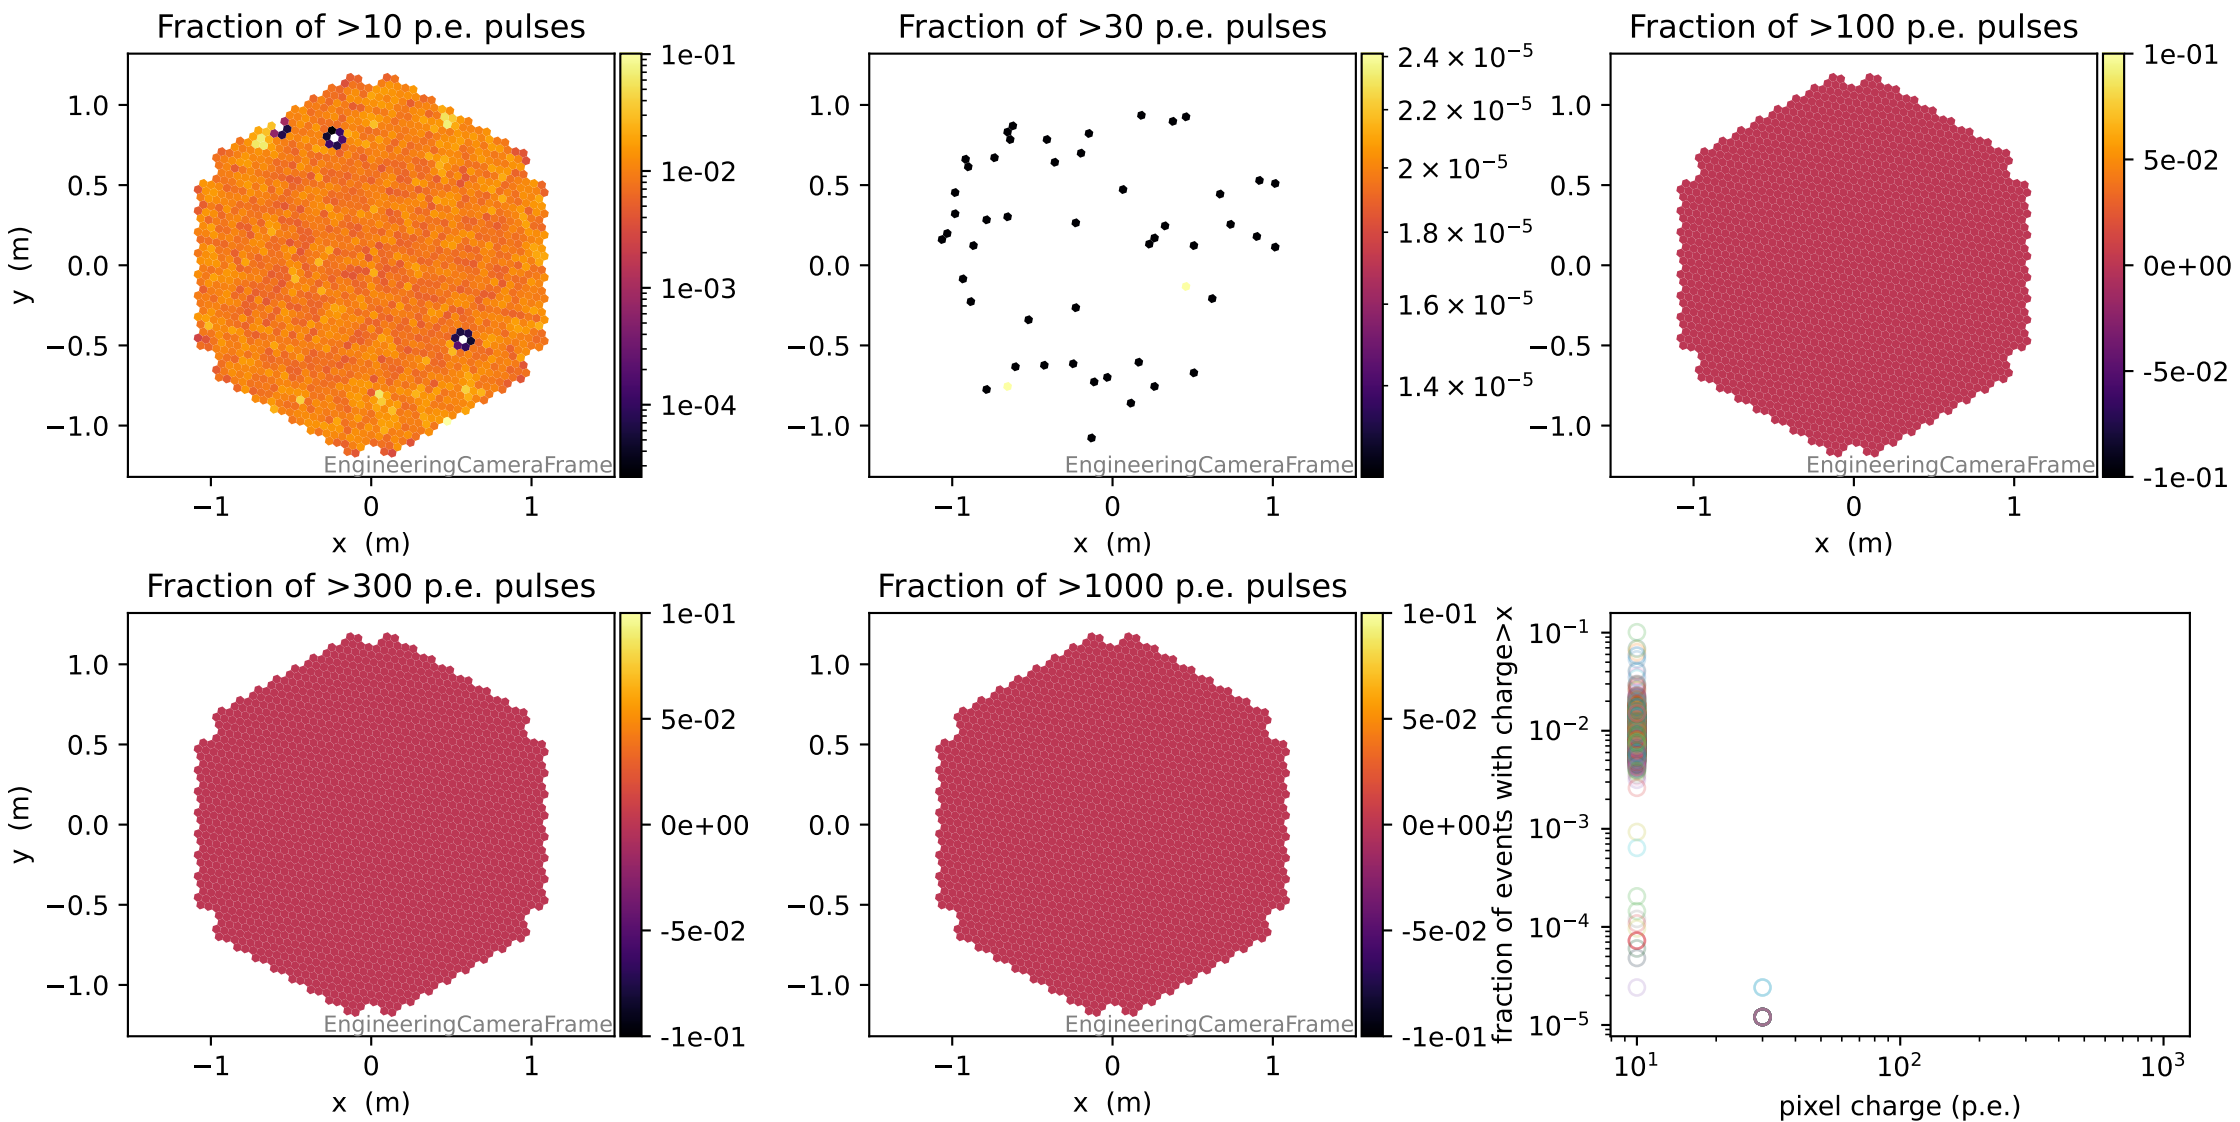 Fraction of >10 p.e. pulses
1.0
0.5
0.0
−0.5
−1.0
y (m)
−1
0
1
x (m)
EngineeringCameraFrame
1e-01
1e-02
1e-03
1e-04
Fraction of >30 p.e. pulses
1.0
0.5
0.0
−0.5
−1.0
−1
0
1
x (m)
EngineeringCameraFrame
2.4 × 10⁻⁵
2.2 × 10⁻⁵
2 × 10⁻⁵
1.8 × 10⁻⁵
1.6 × 10⁻⁵
1.4 × 10⁻⁵
Fraction of >100 p.e. pulses
1.0
0.5
0.0
−0.5
−1.0
−1
0
1
x (m)
EngineeringCameraFrame
1e-01
5e-02
0e+00
-5e-02
-1e-01
Fraction of >300 p.e. pulses
1.0
0.5
0.0
−0.5
−1.0
y (m)
−1
0
1
x (m)
EngineeringCameraFrame
1e-01
5e-02
0e+00
-5e-02
-1e-01
Fraction of >1000 p.e. pulses
1.0
0.5
0.0
−0.5
−1.0
−1
0
1
x (m)
EngineeringCameraFrame
1e-01
5e-02
0e+00
-5e-02
-1e-01
fraction of events with charge>x
10⁻¹
10⁻²
10⁻³
10⁻⁴
10⁻⁵
10¹
10²
10³
pixel charge (p.e.)